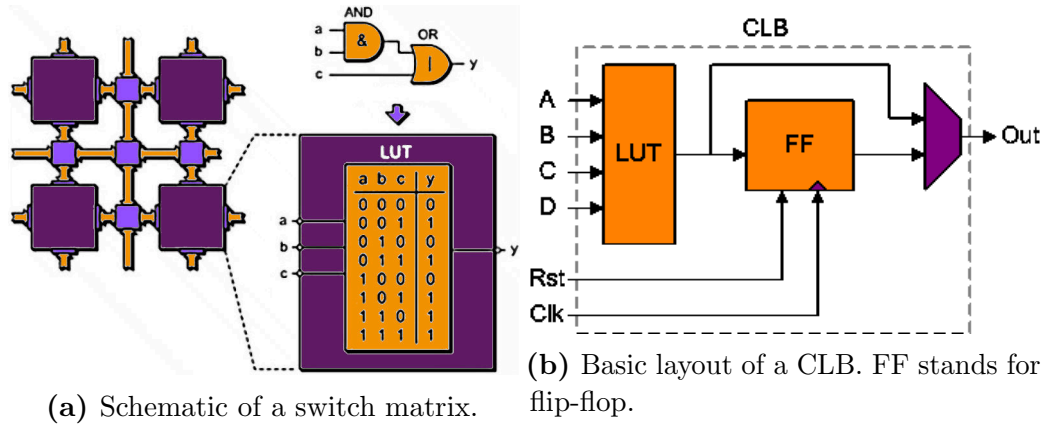 AND
a
&
b
OR
|
y
c
LUT
a b c y
0 0 0 0
0 0 1 1
0 1 0 0
0 1 1 1
1 0 0 0
1 0 1 1
1 1 0 1
1 1 1 1
a
b
c
y
(a) Schematic of a switch matrix.
CLB
A
B
C
D
LUT
FF
Out
Rst
Clk
(b) Basic layout of a CLB. FF stands for
flip-flop.